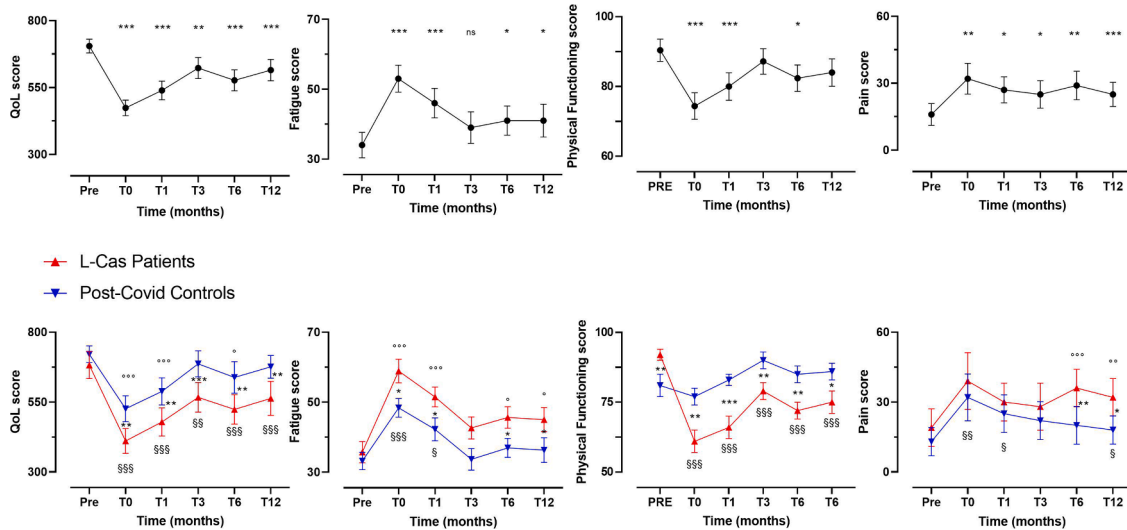 800
550
300
QoL score
*** *** ** *** ***
Pre T0 T1 T3 T6 T12
Time (months)
70
50
30
Fatigue score
*** *** ns * *
Pre T0 T1 T3 T6 T12
Time (months)
100
80
60
Physical Functioning score
*** *** *
PRE T0 T1 T3 T6 T12
Time (months)
60
30
0
Pain score
** * * ** ***
Pre T0 T1 T3 T6 T12
Time (months)
L-Cas Patients
Post-Covid Controls
800
550
300
QoL score
°°° °°° °
** ** *** ** **
§§§ §§§ §§ §§§ §§§
Pre T0 T1 T3 T6 T12
Time (months)
70
50
30
Fatigue score
°°° °°° ° °
* * * *
§§§ §
Pre T0 T1 T3 T6 T12
Time (months)
100
75
50
Physical Functioning score
** ** *** ** ** *
§§§ §§§ §§§ §§§ §§§
PRE T0 T1 T3 T6 T6
Time (months)
60
30
0
Pain score
°°° °°
** *
§§ § §
Pre T0 T1 T3 T6 T12
Time (months)